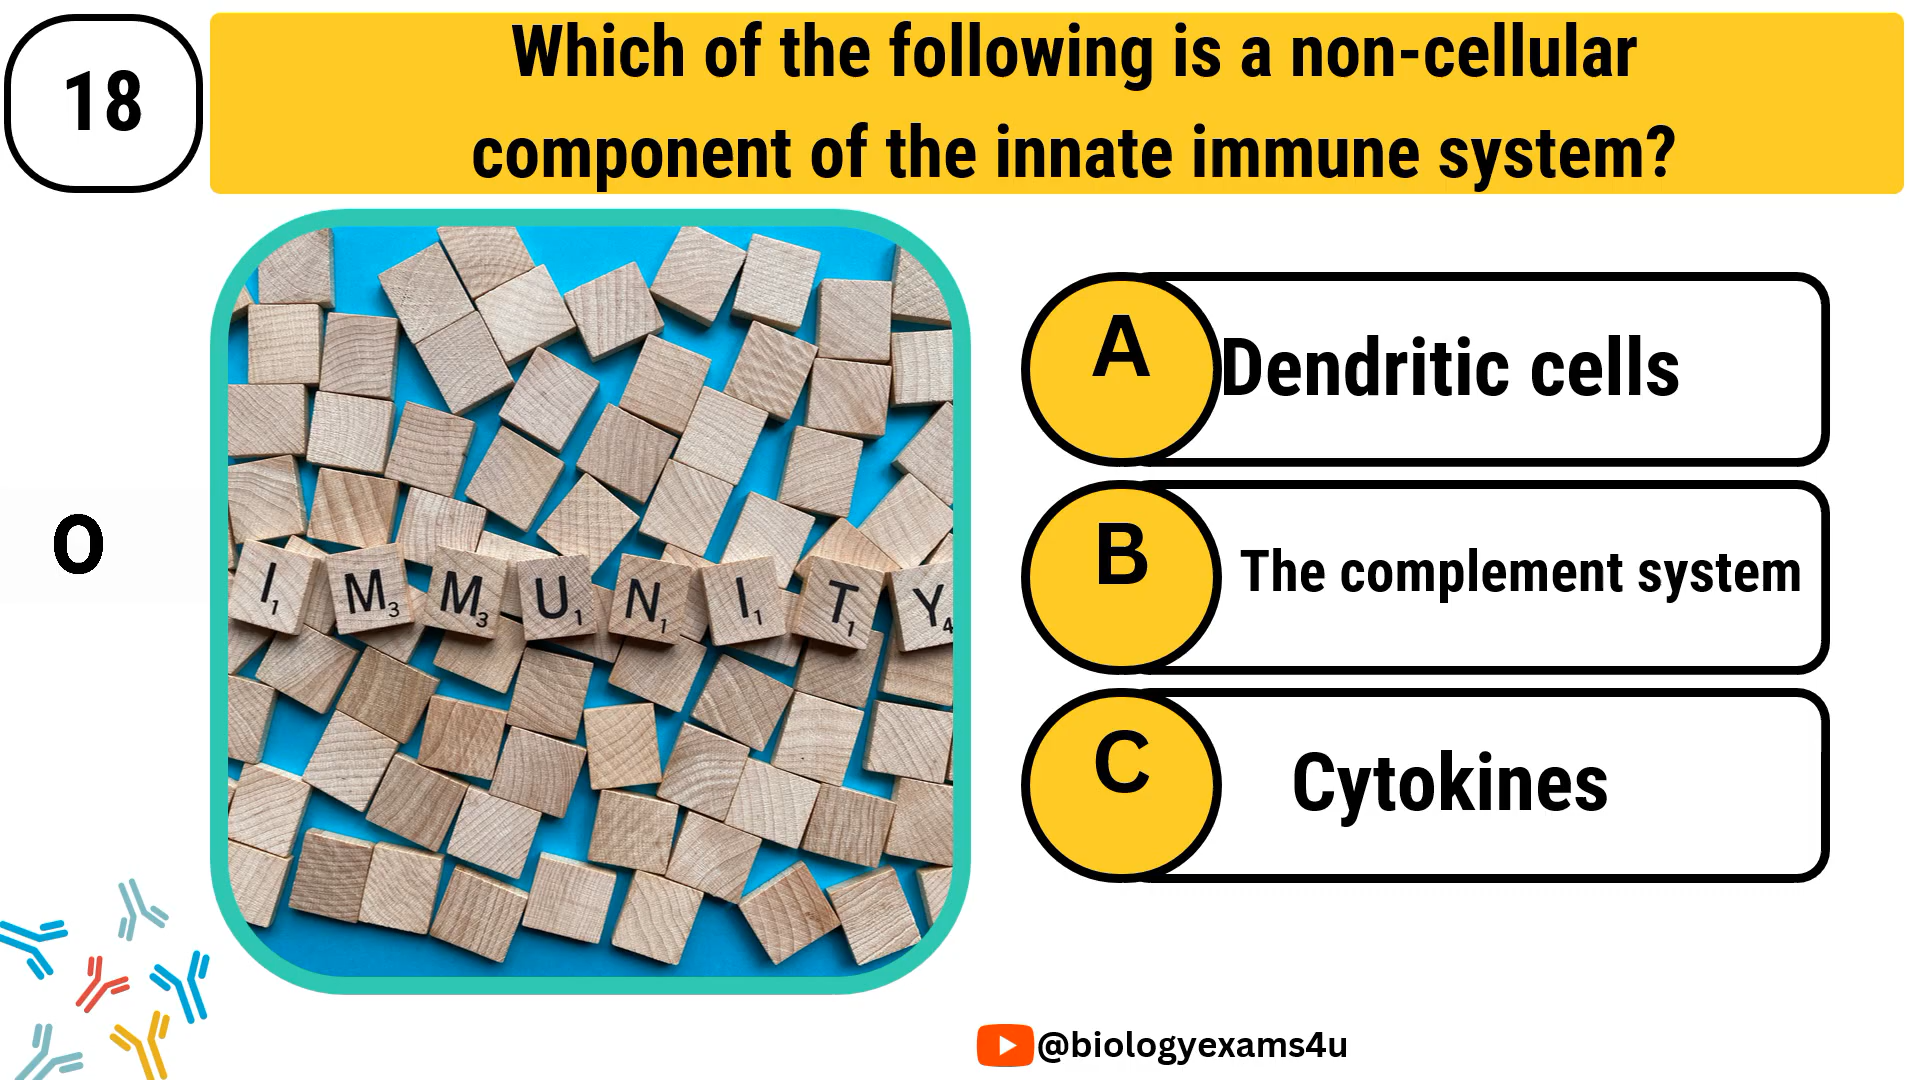 18
Which of the following is a non-cellular
component of the innate immune system?
A
Dendritic cells
B
The complement system
C
Cytokines
0
I1 M3 M3 U1 N1 I1 T1 Y4
@biologyexams4u